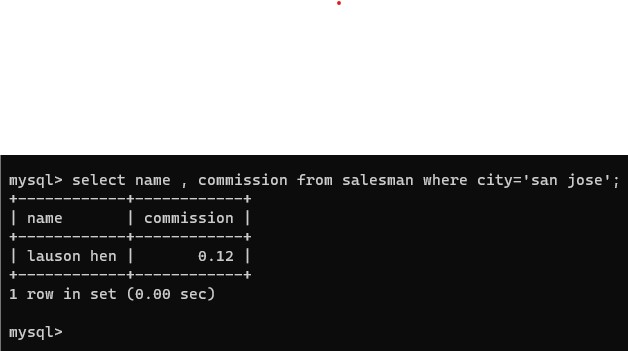 mysql> select name , commission from salesman where city='san jose';
+------------+------------+
| name       | commission |
+------------+------------+
| lauson hen |       0.12 |
+------------+------------+
1 row in set (0.00 sec)
mysql>